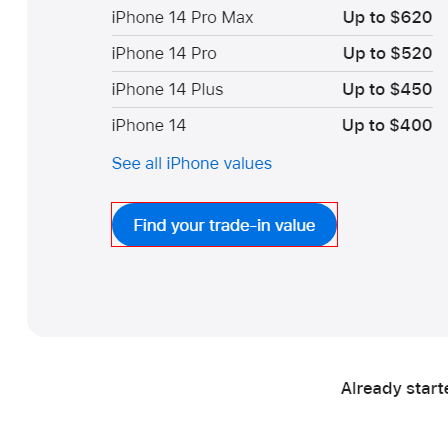 iPhone 14 Pro Max Up to $620
iPhone 14 Pro Up to $520
iPhone 14 Plus Up to $450
iPhone 14 Up to $400
See all iPhone values
Find your trade-in value
Already